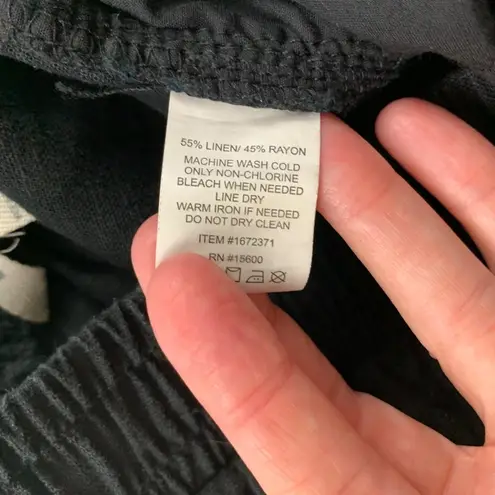 55% LINEN/ 45% RAYON
MACHINE WASH COLD
ONLY NON-CHLORINE
BLEACH WHEN NEEDED
LINE DRY
WARM IRON IF NEEDED
DO NOT DRY CLEAN
ITEM #1672371
RN #15600